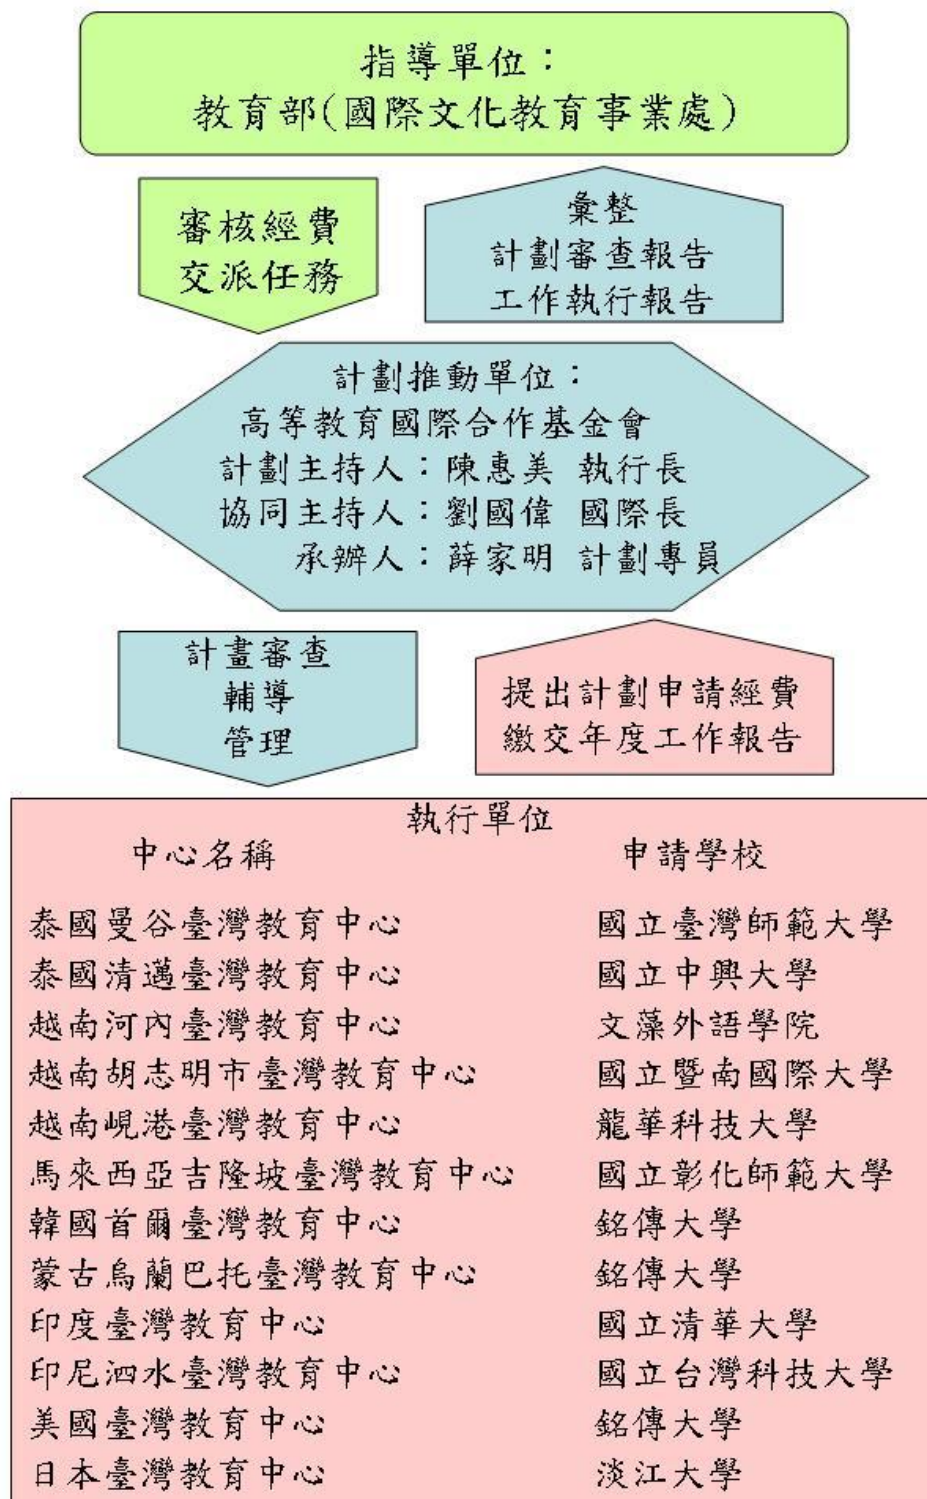 指導單位：
教育部(國際文化教育事業處)
審核經費
交派任務
彙整
計劃審查報告
工作執行報告
計劃推動單位：
高等教育國際合作基金會
計劃主持人：陳惠美 執行長
協同主持人：劉國偉 國際長
承辦人：薛家明 計劃專員
計畫審查
輔導
管理
提出計劃申請經費
繳交年度工作報告
執行單位
中心名稱 申請學校
泰國曼谷臺灣教育中心 國立臺灣師範大學
泰國清邁臺灣教育中心 國立中興大學
越南河內臺灣教育中心 文藻外語學院
越南胡志明市臺灣教育中心 國立暨南國際大學
越南峴港臺灣教育中心 龍華科技大學
馬來西亞吉隆坡臺灣教育中心 國立彰化師範大學
韓國首爾臺灣教育中心 銘傳大學
蒙古烏蘭巴托臺灣教育中心 銘傳大學
印度臺灣教育中心 國立清華大學
印尼泗水臺灣教育中心 國立台灣科技大學
美國臺灣教育中心 銘傳大學
日本臺灣教育中心 淡江大學